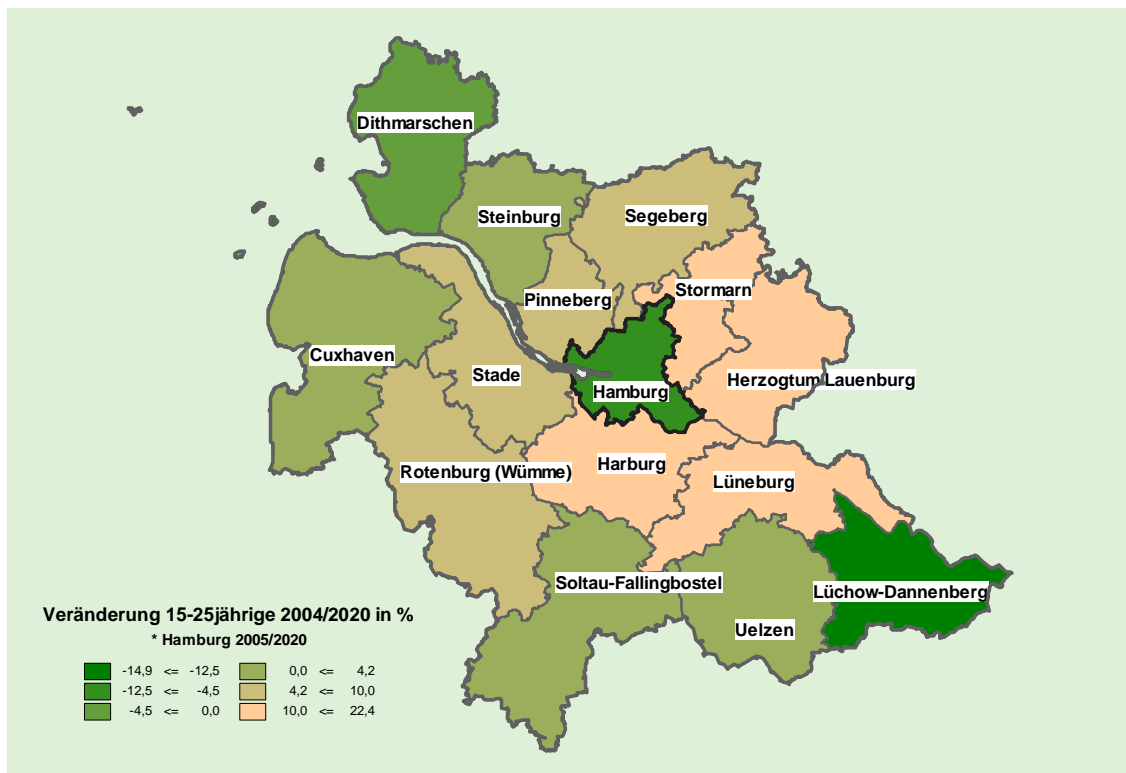 Dithmarschen
Steinburg
Segeberg
Stormarn
Pinneberg
Cuxhaven
Stade
Herzogtum Lauenburg
Hamburg
Rotenburg (Wümme)
Harburg
Lüneburg
Soltau-Fallingbostel
Lüchow-Dannenberg
Uelzen
Veränderung 15-25jährige 2004/2020 in %
* Hamburg 2005/2020
-14,9 <= -12,5 0,0 <= 4,2
-12,5 <= -4,5 4,2 <= 10,0
-4,5 <= 0,0 10,0 <= 22,4